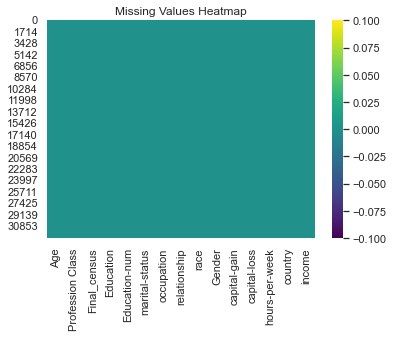 Missing Values Heatmap
0
1714
3428
5142
6856
8570
10284
11998
13712
15426
17140
18854
20569
22283
23997
25711
27425
29139
30853
Age
Profession Class
Final_census
Education
Education-num
marital-status
occupation
relationship
race
Gender
capital-gain
capital-loss
hours-per-week
country
income
0.100
0.075
0.050
0.025
0.000
−0.025
−0.050
−0.075
−0.100